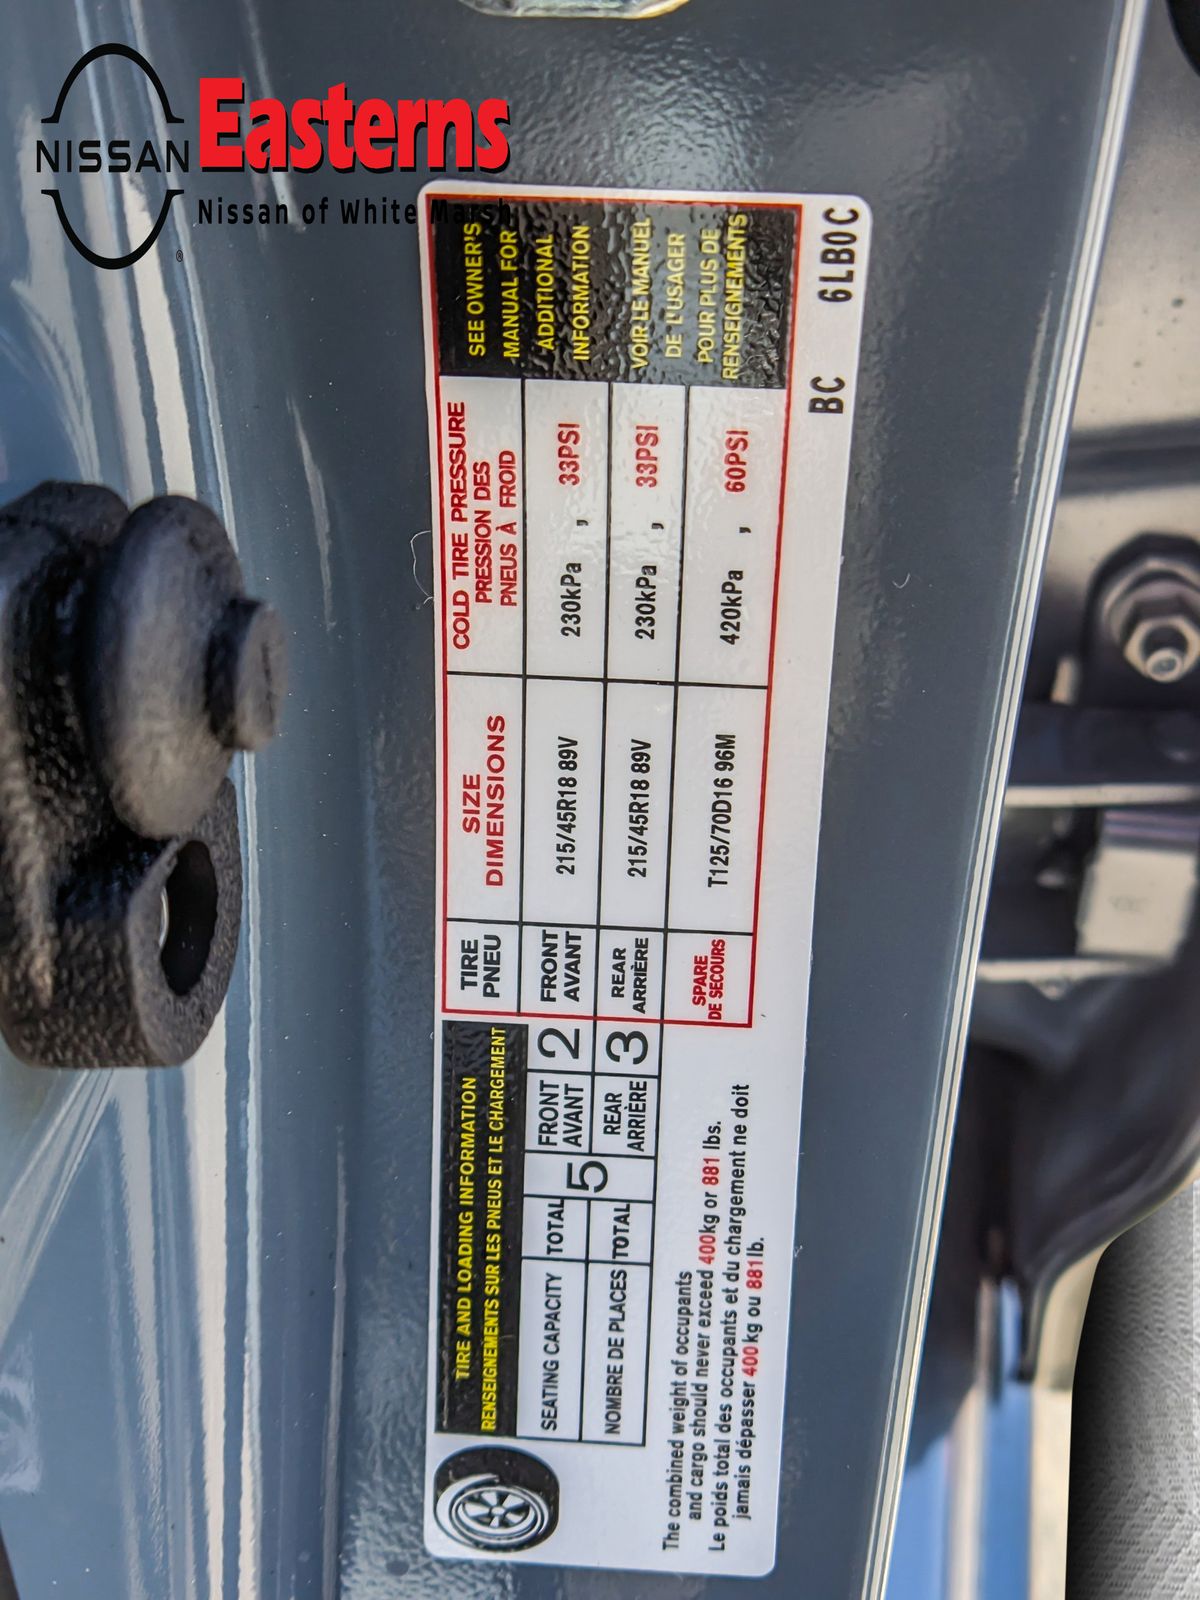 NISSAN
Easterns
Nissan of White Marsh
®
TIRE AND LOADING INFORMATION
RENSEIGNEMENTS SUR LES PNEUS ET LE CHARGEMENT
SEATING CAPACITY
NOMBRE DE PLACES
TOTAL
TOTAL
5
FRONT
AVANT
2
REAR
ARRIÈRE
3
The combined weight of occupants
and cargo should never exceed 400kg or 881 lbs.
Le poids total des occupants et du chargement ne doit
jamais dépasser 400 kg ou 881 lb.
TIRE
PNEU
SIZE
DIMENSIONS
COLD TIRE PRESSURE
PRESSION DES
PNEUS À FROID
FRONT
AVANT
215/45R18 89V
230kPa , 33PSI
REAR
ARRIÈRE
215/45R18 89V
230kPa , 33PSI
SPARE
DE SECOURS
T125/70D16 96M
420kPa , 60PSI
SEE OWNER'S
MANUAL FOR
ADDITIONAL
INFORMATION
VOIR LE MANUEL
DE L'USAGER
POUR PLUS DE
RENSEIGNEMENTS
BC 6LB0C